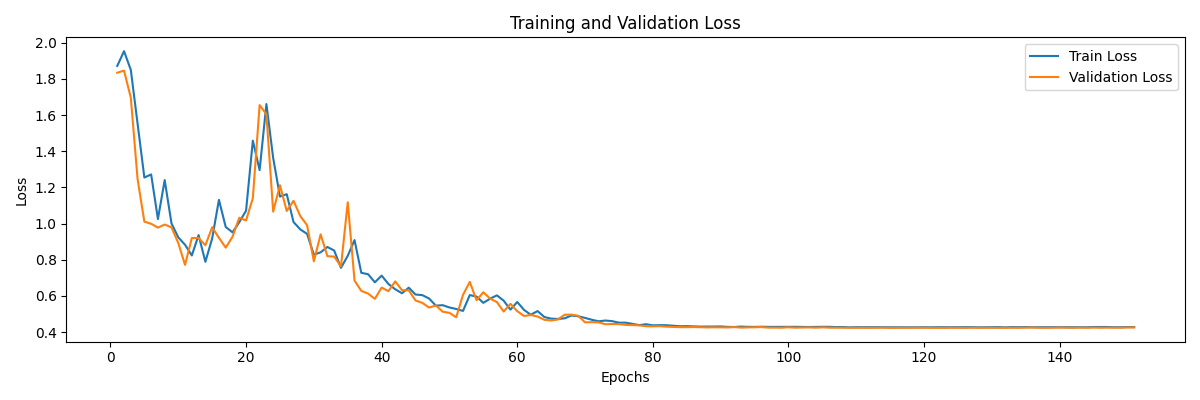 Training and Validation Loss
2.0
1.8
1.6
1.4
1.2
1.0
0.8
0.6
0.4
Loss
Train Loss
Validation Loss
0 20 40 60 80 100 120 140
Epochs